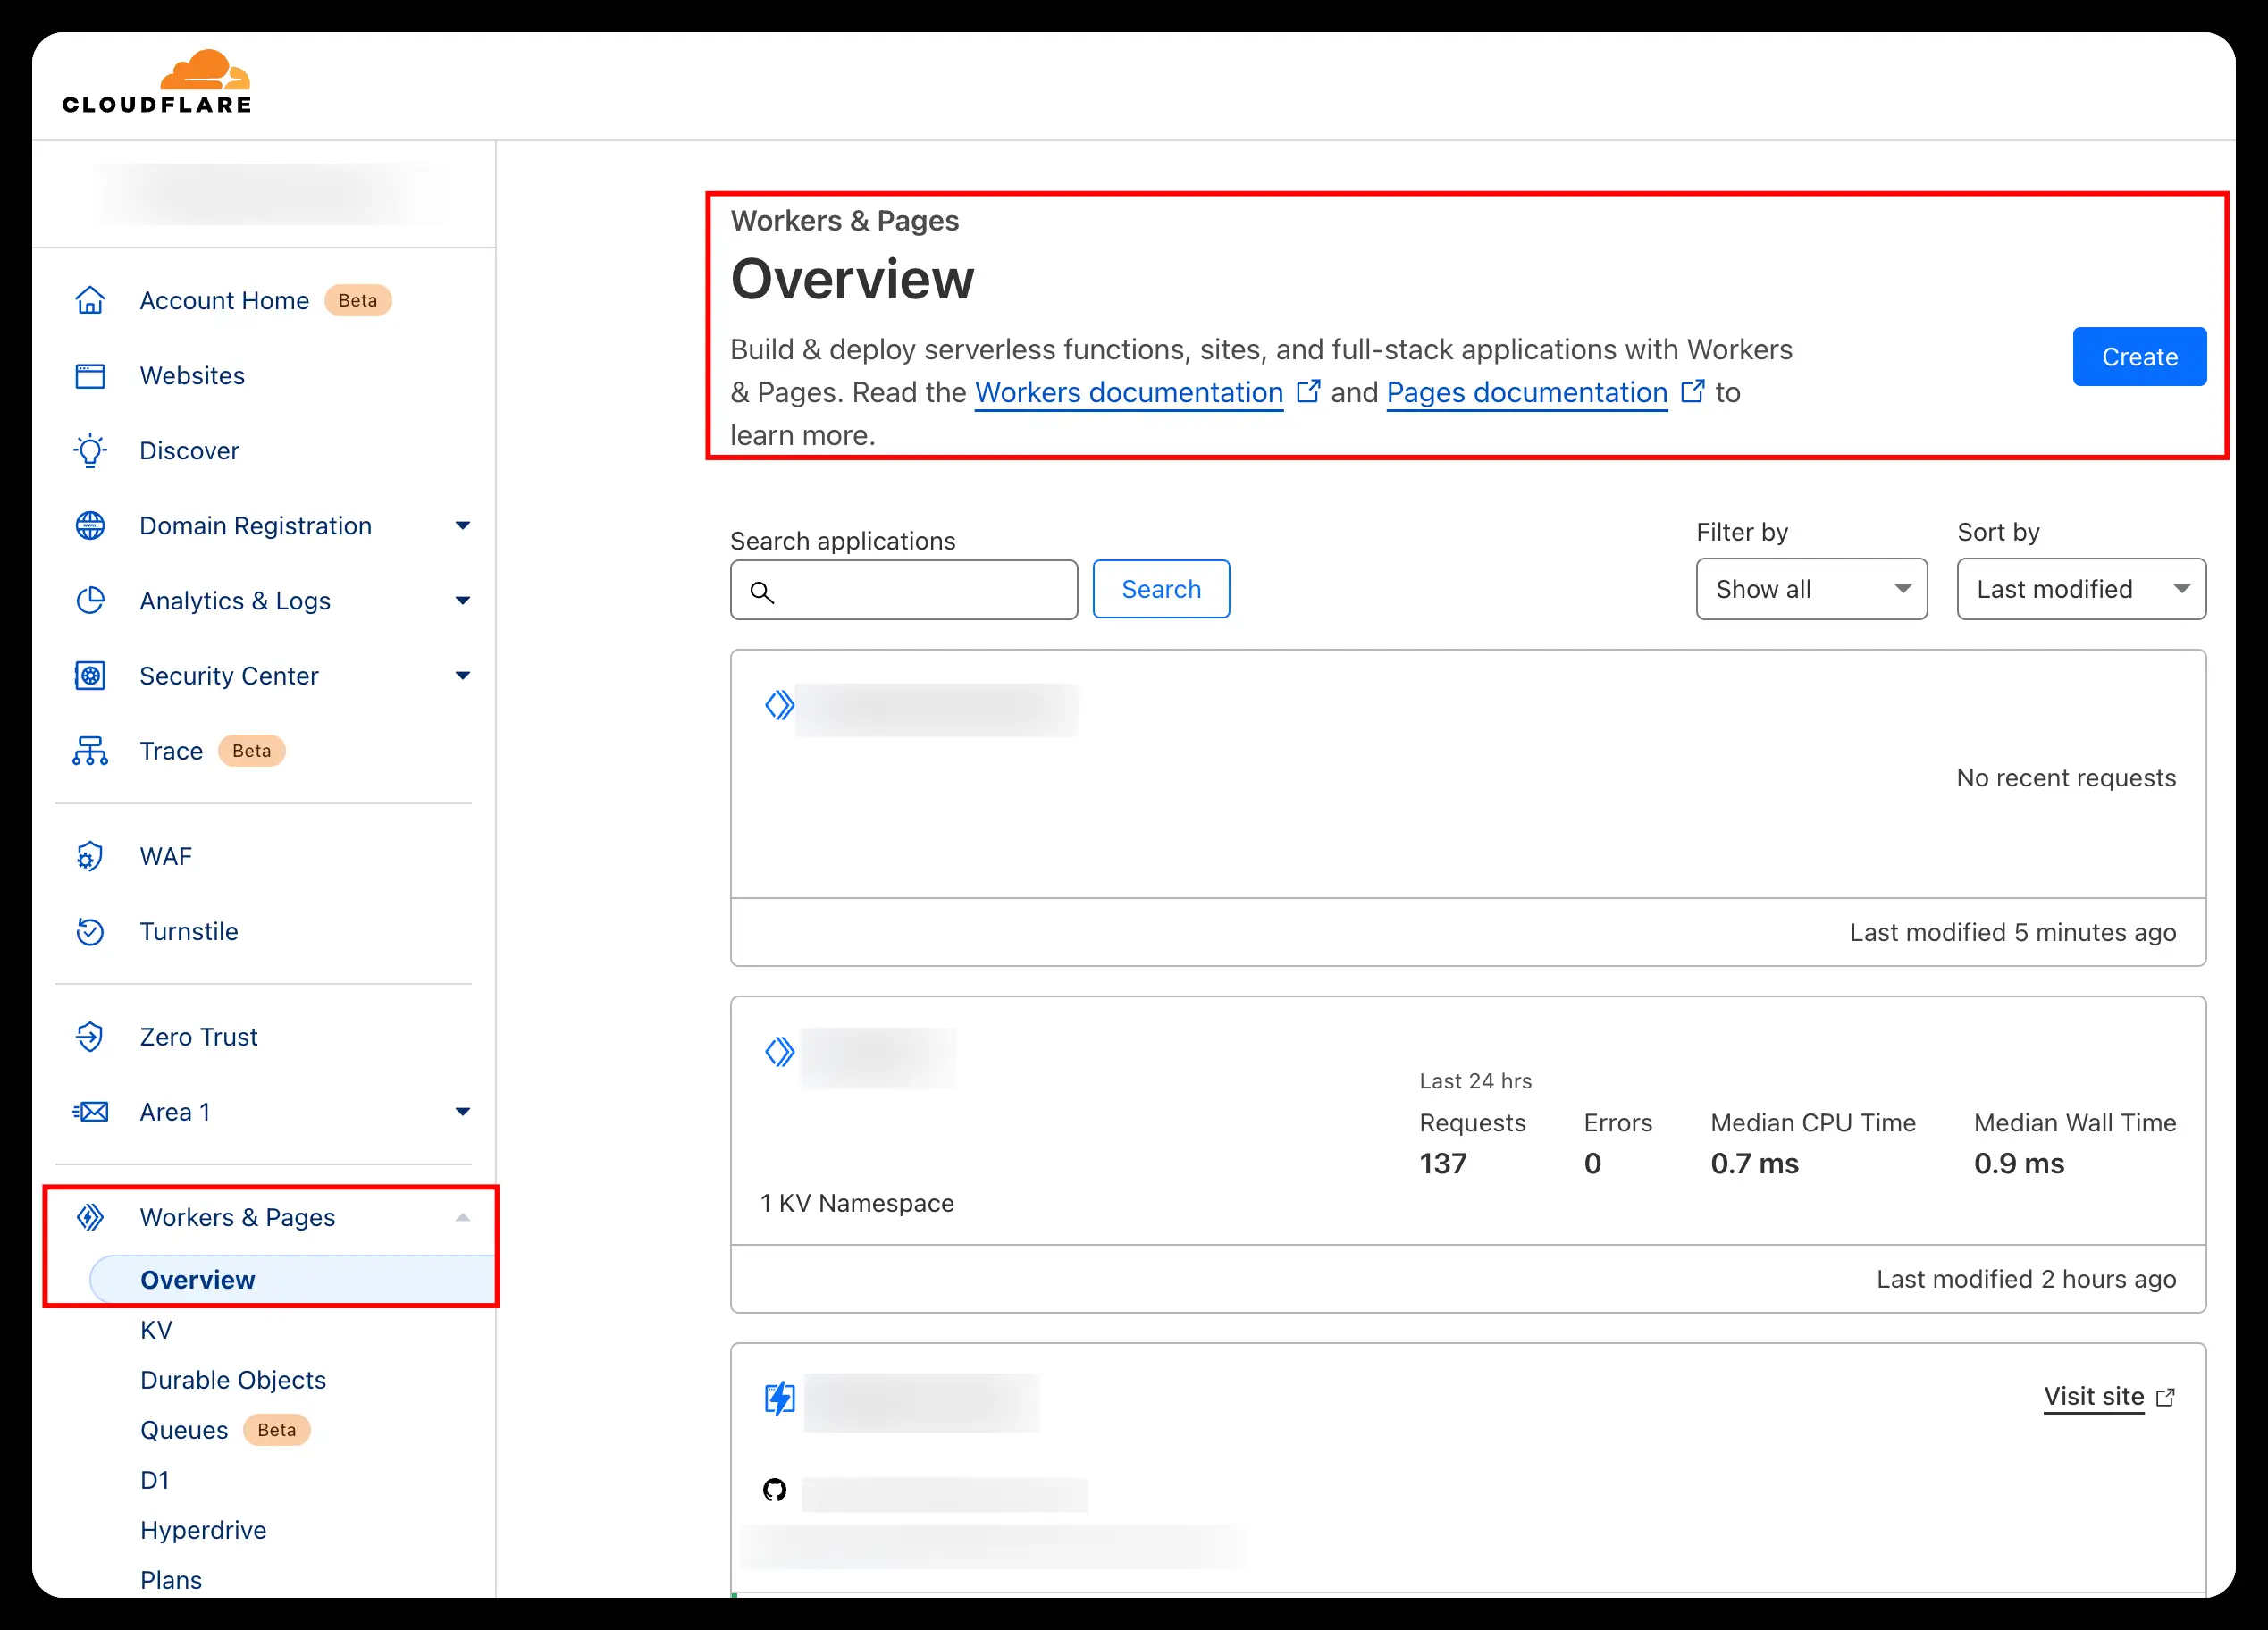 CLOUDFLARE
Account Home Beta
Websites
Discover
Domain Registration
Analytics & Logs
Security Center
Trace Beta
WAF
Turnstile
Zero Trust
Area 1
Workers & Pages
Overview
KV
Durable Objects
Queues Beta
D1
Hyperdrive
Plans
Workers & Pages
Overview
Build & deploy serverless functions, sites, and full-stack applications with Workers
& Pages. Read the Workers documentation and Pages documentation to
learn more.
Create
Search applications
Search
Filter by
Show all
Sort by
Last modified
No recent requests
Last modified 5 minutes ago
Last 24 hrs
Requests Errors Median CPU Time Median Wall Time
137 0 0.7 ms 0.9 ms
1 KV Namespace
Last modified 2 hours ago
Visit site